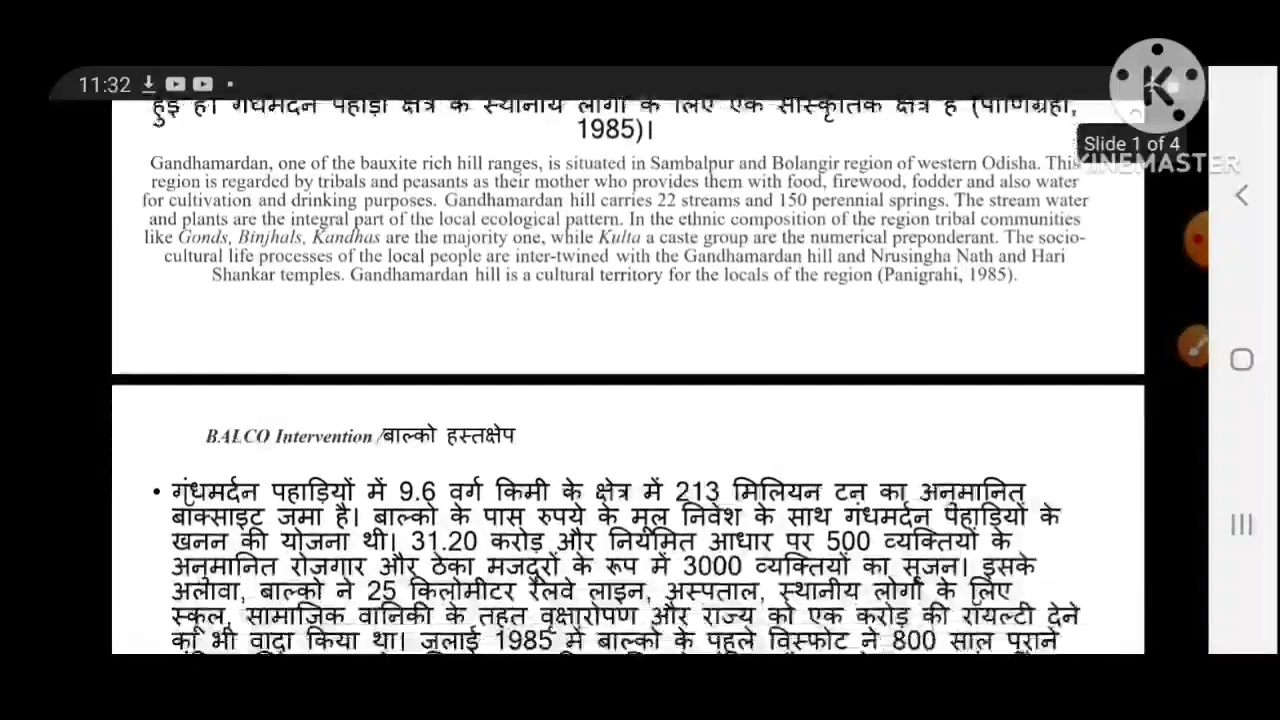 11:32
हुई है। गंधमर्दन पहाड़ी क्षेत्र के स्थानीय लोगों के लिए एक सांस्कृतिक क्षेत्र है (पाणिग्रही,
1985)।
Slide 1 of 4
KINEMASTER
Gandhamardan, one of the bauxite rich hill ranges, is situated in Sambalpur and Bolangir region of western Odisha. This
region is regarded by tribals and peasants as their mother who provides them with food, firewood, fodder and also water
for cultivation and drinking purposes. Gandhamardan hill carries 22 streams and 150 perennial springs. The stream water
and plants are the integral part of the local ecological pattern. In the ethnic composition of the region tribal communities
like Gonds, Binjhals, Kandhas are the majority one, while Kulta a caste group are the numerical preponderant. The socio-
cultural life processes of the local people are inter-twined with the Gandhamardan hill and Nrusingha Nath and Hari
Shankar temples. Gandhamardan hill is a cultural territory for the locals of the region (Panigrahi, 1985).
BALCO Intervention /बाल्को हस्तक्षेप
• गंधमर्दन पहाड़ियों में 9.6 वर्ग किमी के क्षेत्र में 213 मिलियन टन का अनुमानित
बॉक्साइट जमा है। बाल्को के पास रुपये के मूल निवेश के साथ गंधमर्दन पहाड़ियों के
खनन की योजना थी। 31.20 करोड़ और नियमित आधार पर 500 व्यक्तियों के
अनुमानित रोजगार और ठेका मजदूरों के रूप में 3000 व्यक्तियों का सृजन। इसके
अलावा, बाल्को ने 25 किलोमीटर रेलवे लाइन, अस्पताल, स्थानीय लोगों के लिए
स्कूल, सामाजिक वानिकी के तहत वृक्षारोपण और राज्य को एक करोड़ की रॉयल्टी देने
का भी वादा किया था। जुलाई 1985 में बाल्को के पहले विस्फोट ने 800 साल पुराने